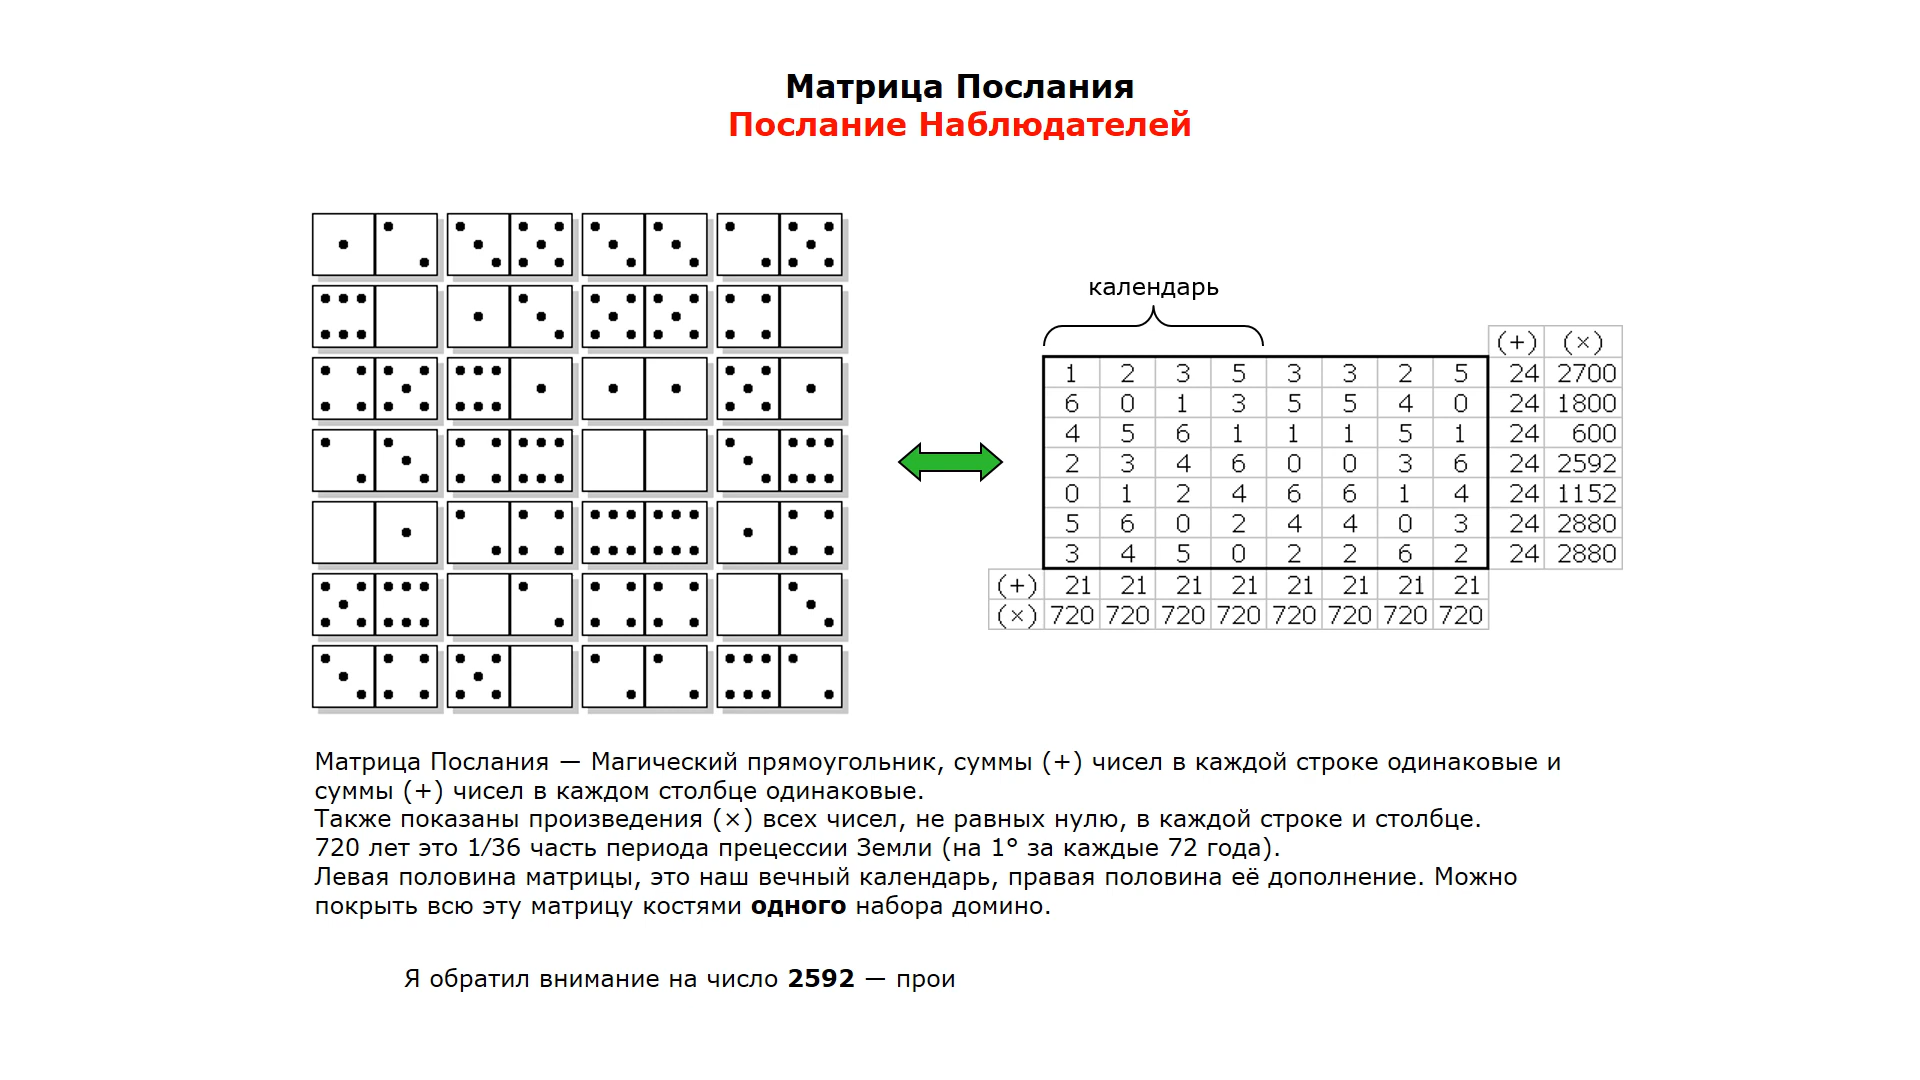 Матрица Послания
Послание Наблюдателей
календарь
(+) (×)
1 2 3 5 3 3 2 5 24 2700
6 0 1 3 5 5 4 0 24 1800
4 5 6 1 1 1 5 1 24 600
2 3 4 6 0 0 3 6 24 2592
0 1 2 4 6 6 1 4 24 1152
5 6 0 2 4 4 0 3 24 2880
3 4 5 0 2 2 6 2 24 2880
(+) 21 21 21 21 21 21 21 21
(×) 720 720 720 720 720 720 720 720
Матрица Послания — Магический прямоугольник, суммы (+) чисел в каждой строке одинаковые и
суммы (+) чисел в каждом столбце одинаковые.
Также показаны произведения (×) всех чисел, не равных нулю, в каждой строке и столбце.
720 лет это 1/36 часть периода прецессии Земли (на 1° за каждые 72 года).
Левая половина матрицы, это наш вечный календарь, правая половина её дополнение. Можно
покрыть всю эту матрицу костями одного набора домино.
Я обратил внимание на число 2592 — прои